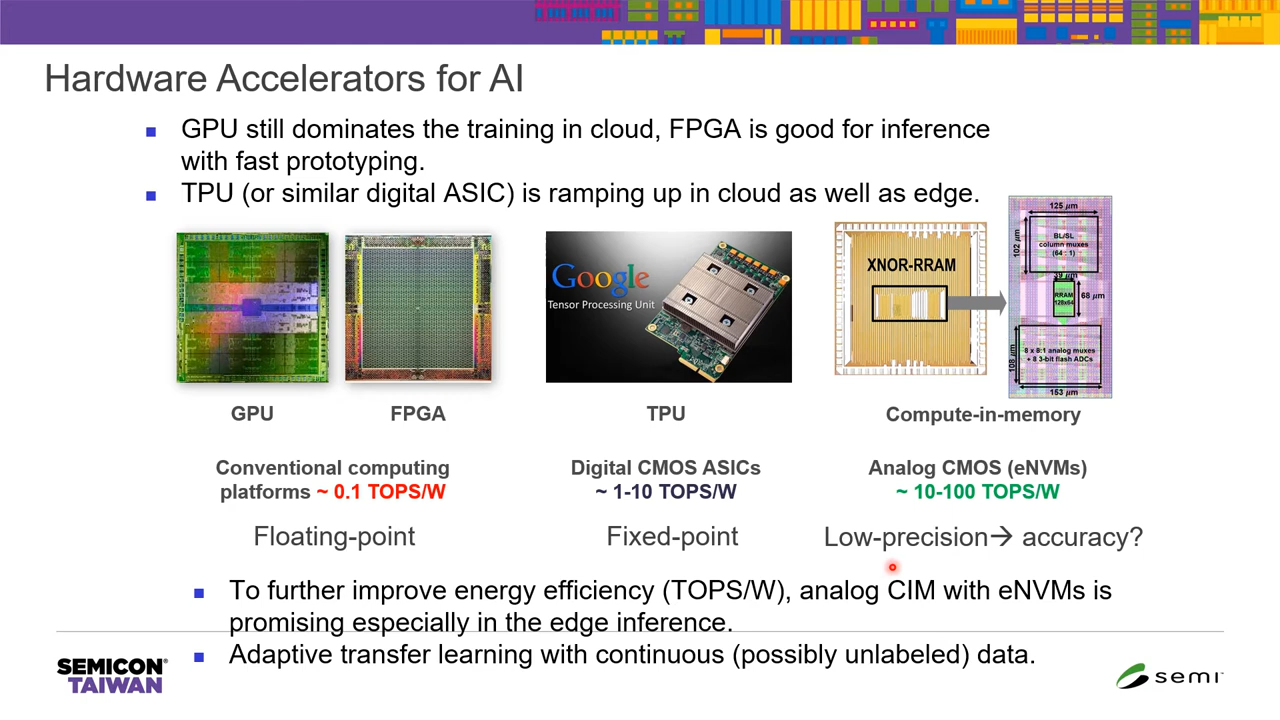 Hardware Accelerators for AI
GPU still dominates the training in cloud, FPGA is good for inference
with fast prototyping.
TPU (or similar digital ASIC) is ramping up in cloud as well as edge.
Google
Tensor Processing Unit
XNOR-RRAM
125 µm
102 µm
BL/SL
column muxes
(64 : 1)
39 µm
RRAM
128x64
68 µm
108 µm
8 x 8:1 analog muxes
+ 8 3-bit flash ADCs
153 µm
GPU
FPGA
TPU
Compute-in-memory
Conventional computing
platforms ~ 0.1 TOPS/W
Digital CMOS ASICs
~ 1-10 TOPS/W
Analog CMOS (eNVMs)
~ 10-100 TOPS/W
Floating-point
Fixed-point
Low-precision→ accuracy?
To further improve energy efficiency (TOPS/W), analog CIM with eNVMs is
promising especially in the edge inference.
Adaptive transfer learning with continuous (possibly unlabeled) data.
SEMICON
TAIWAN
semi